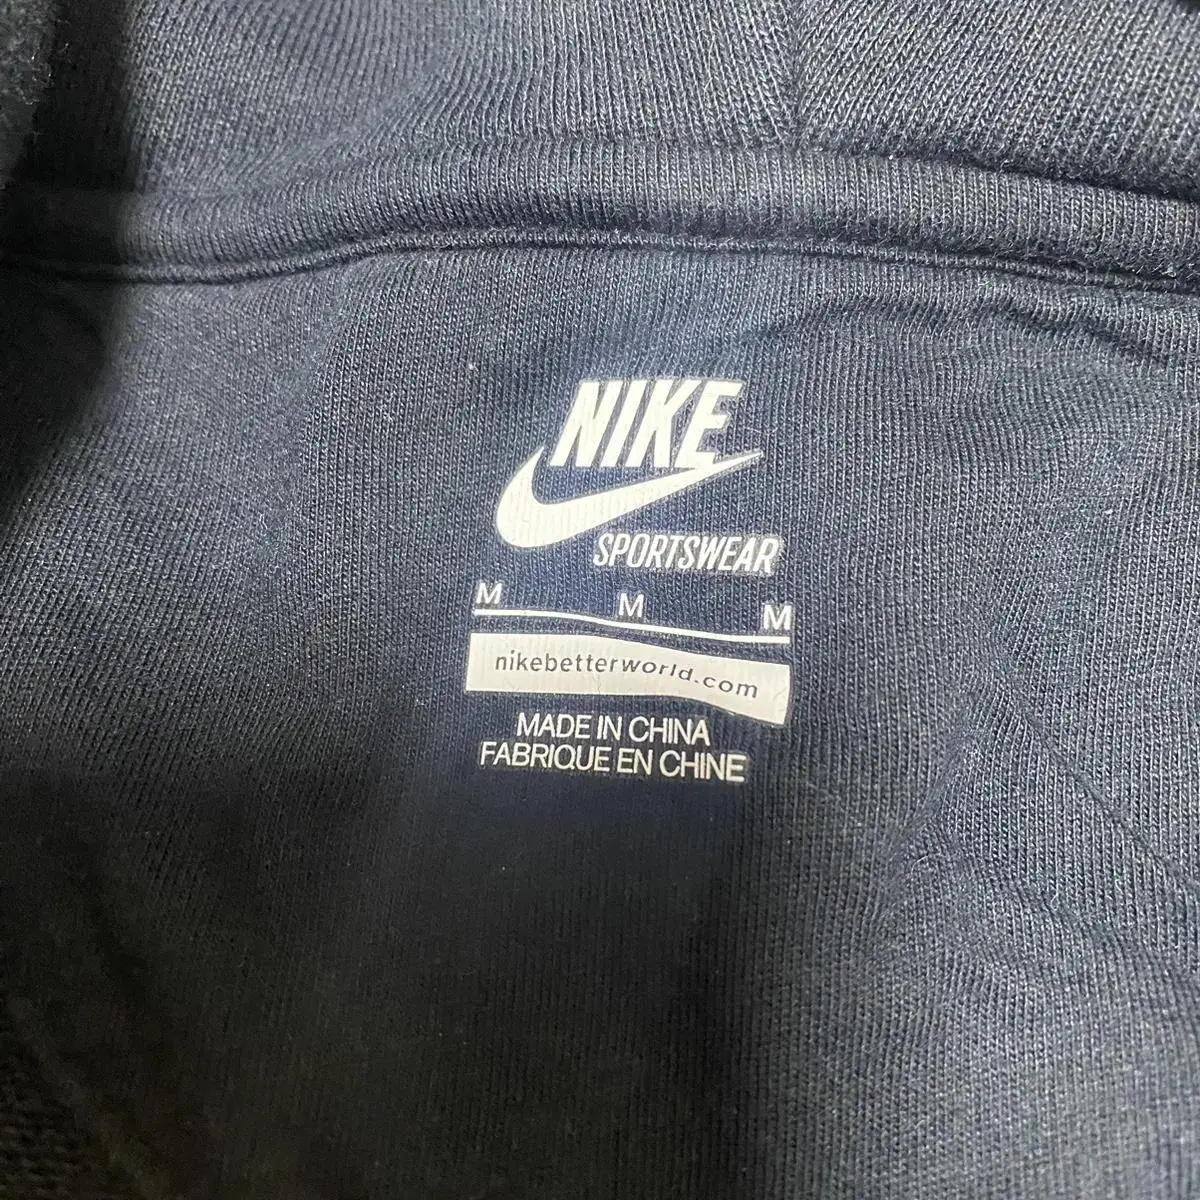 NIKE
SPORTSWEAR
M M M
nikebetterworld.com
MADE IN CHINA
FABRIQUE EN CHINE